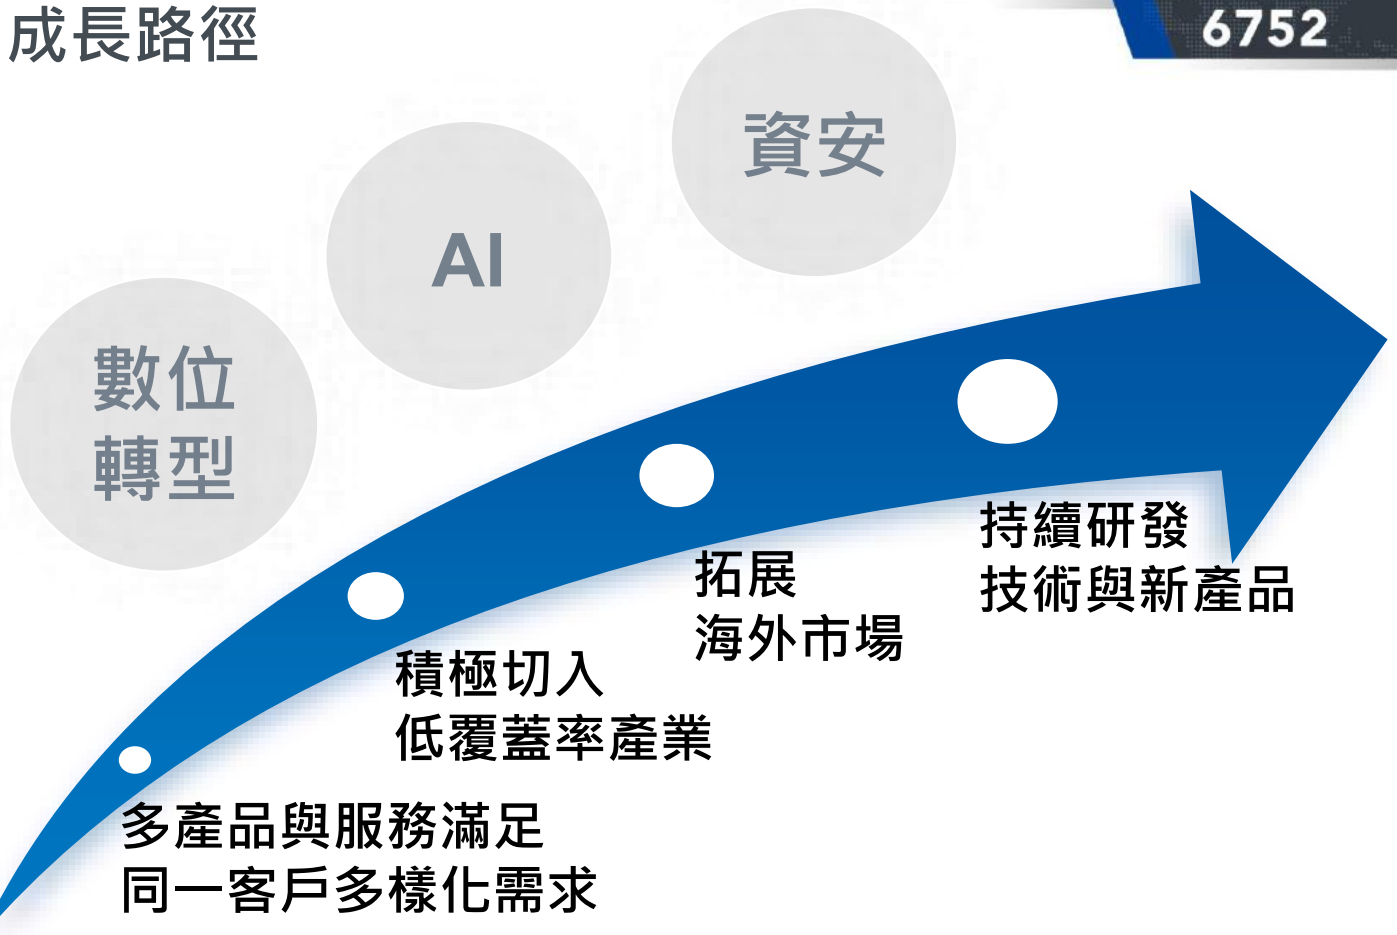 成長路徑
6752
資安
AI
數位
轉型
持續研發
技術與新產品
拓展
海外市場
積極切入
低覆蓋率產業
多產品與服務滿足
同一客戶多樣化需求